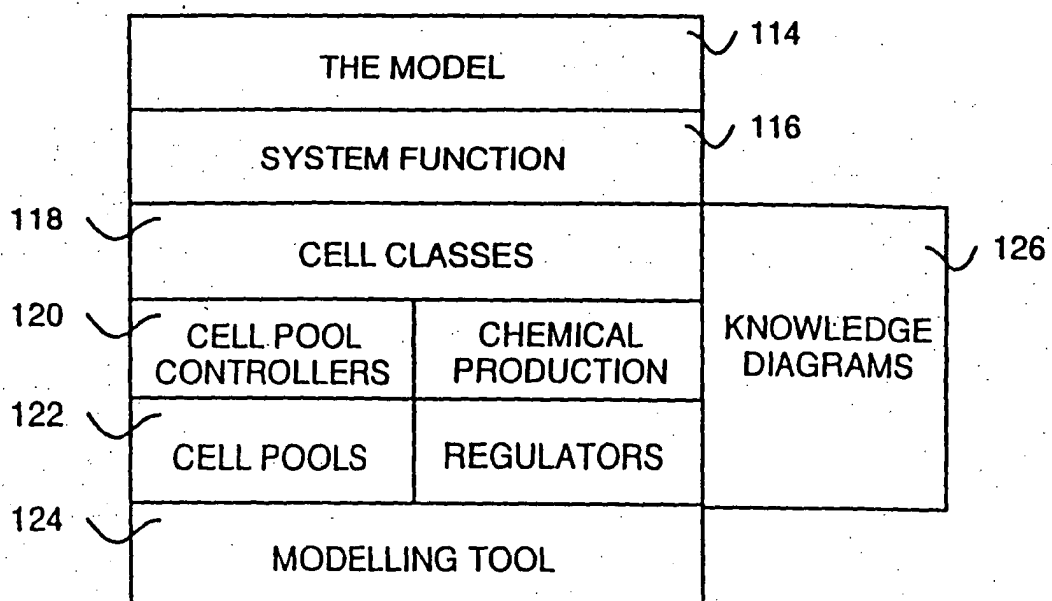 THE MODEL
114
SYSTEM FUNCTION
116
118
CELL CLASSES
126
120
CELL POOL
CONTROLLERS
CHEMICAL
PRODUCTION
KNOWLEDGE
DIAGRAMS
122
CELL POOLS
REGULATORS
124
MODELLING TOOL